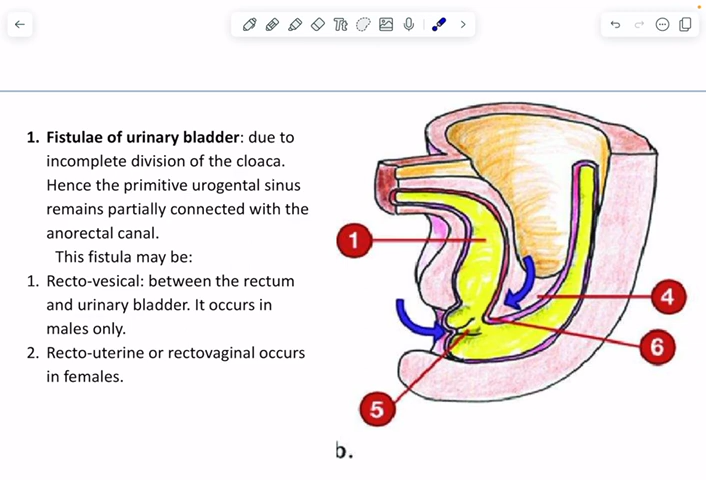 Tt
1. Fistulae of urinary bladder: due to
incomplete division of the cloaca.
Hence the primitive urogental sinus
remains partially connected with the
anorectal canal.
This fistula may be:
1. Recto-vesical: between the rectum
and urinary bladder. It occurs in
males only.
2. Recto-uterine or rectovaginal occurs
in females.
1
4
6
5
b.